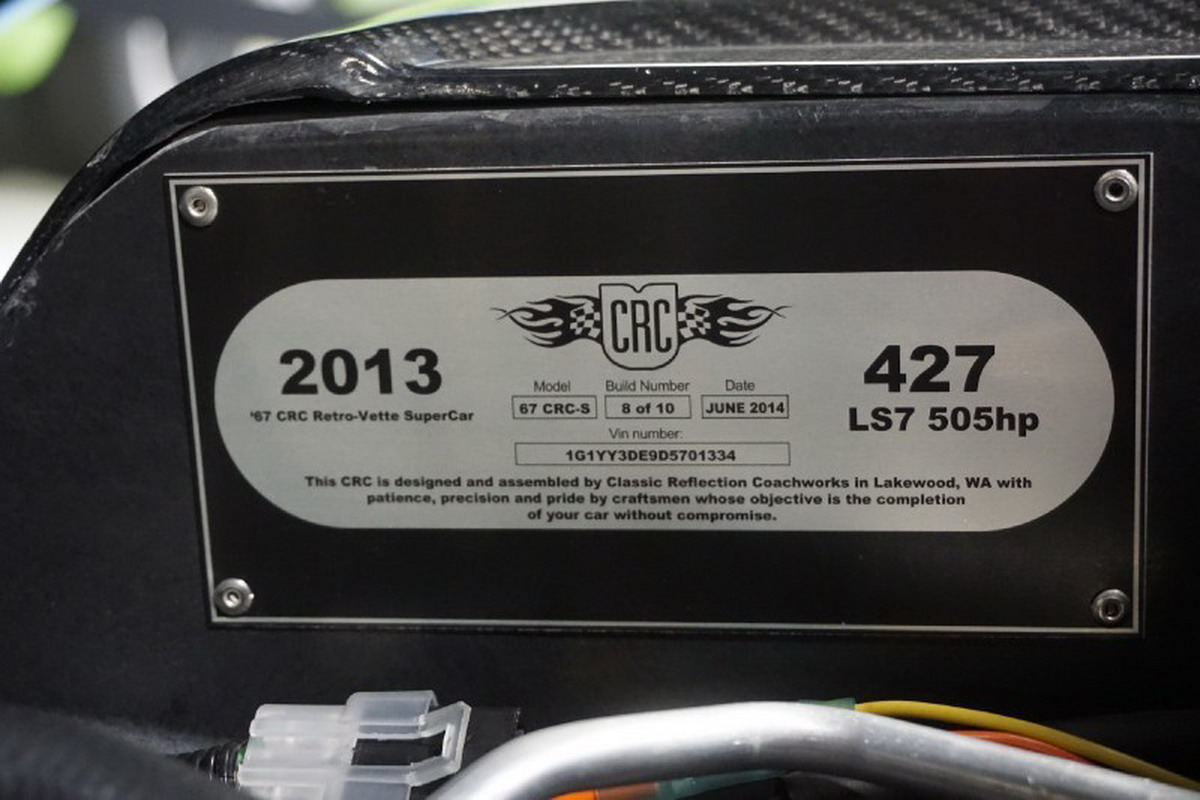 CRC
2013
'67 CRC Retro-Vette SuperCar
Model Build Number Date
67 CRC-S 8 of 10 JUNE 2014
Vin number:
1G1YY3DE9D5701334
427
LS7 505hp
This CRC is designed and assembled by Classic Reflection Coachworks in Lakewood, WA with
patience, precision and pride by craftsmen whose objective is the completion
of your car without compromise.